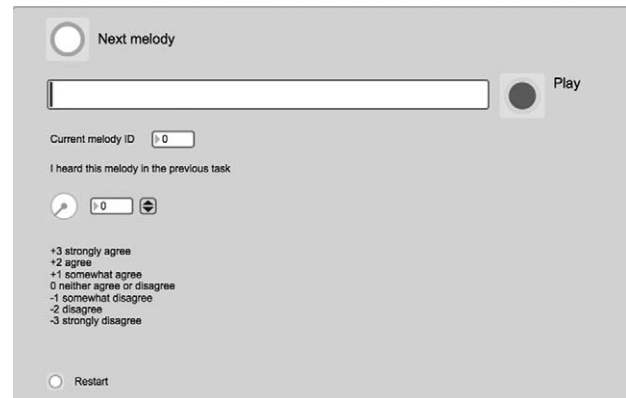 Next melody
Play
Current melody ID 0
I heard this melody in the previous task
0
+3 strongly agree
+2 agree
+1 somewhat agree
0 neither agree or disagree
-1 somewhat disagree
-2 disagree
-3 strongly disagree
Restart